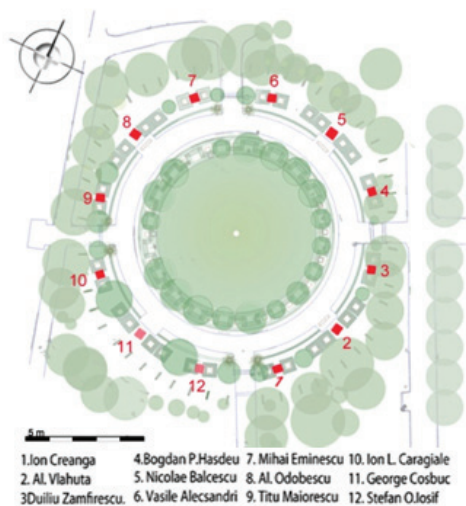 7 6
8 5
4
9
3
10
11 2
12 1
5 m
1.Ion Creanga 4.Bogdan P.Hasdeu 7. Mihai Eminescu 10. Ion L. Caragiale
2. Al. Vlahuta 5. Nicolae Balcescu 8. Al. Odobescu 11. George Cosbuc
3Duiliu Zamfirescu. 6. Vasile Alecsandri 9. Titu Maiorescu 12. Stefan O.Iosif